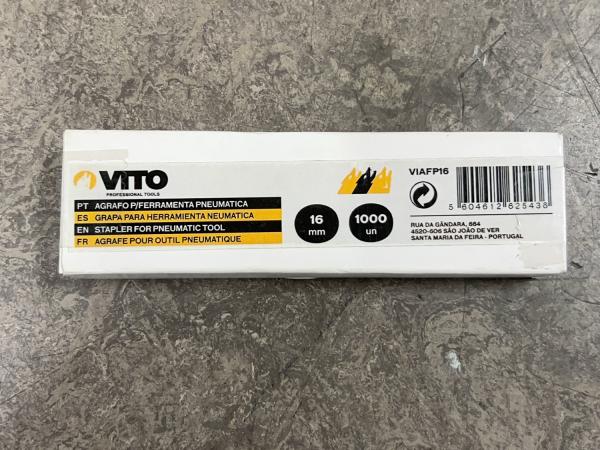 VITO
PROFESSIONAL TOOLS
PT AGRAFO P/FERRAMENTA PNEUMATICA
ES GRAPA PARA HERRAMIENTA NEUMATICA
EN STAPLER FOR PNEUMATIC TOOL
FR AGRAFE POUR OUTIL PNEUMATIQUE
16
mm
1000
un
VIAFP16
5 604612 625438
RUA DA GÂNDARA, 664
4520-606 SÃO JOÃO DE VER
SANTA MARIA DA FEIRA - PORTUGAL